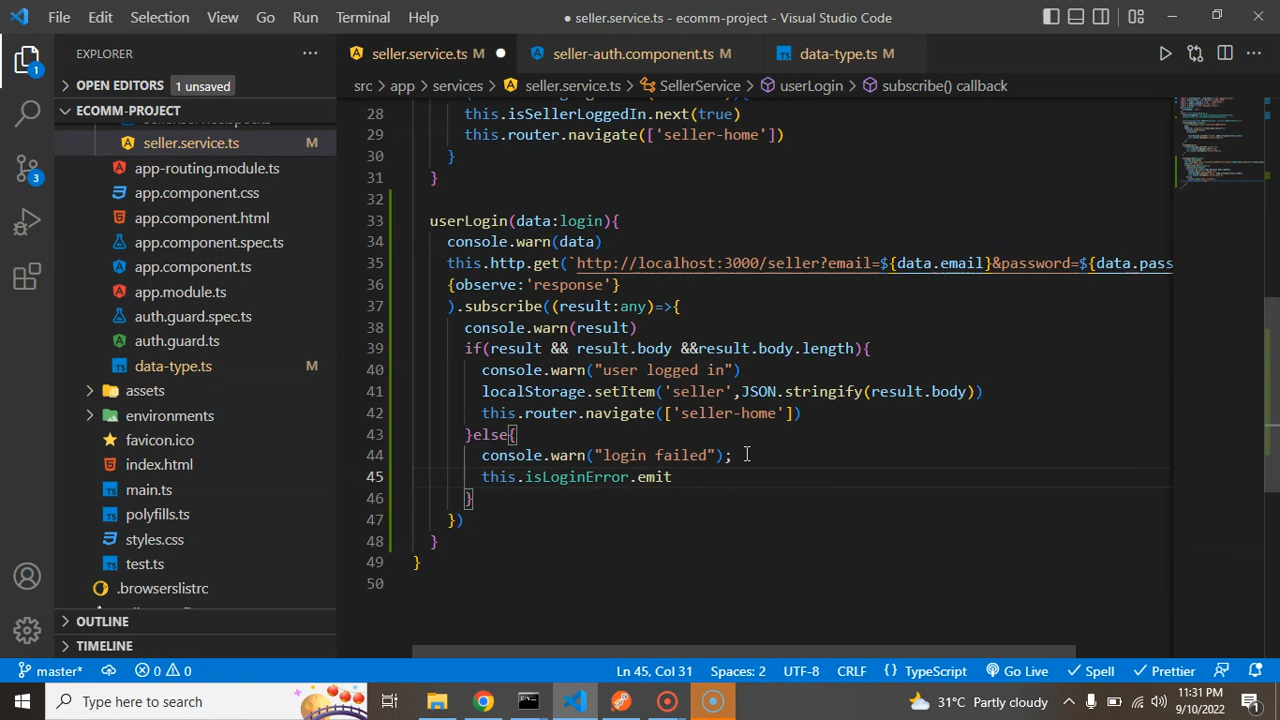 File Edit Selection View Go Run Terminal Help
● seller.service.ts - ecomm-project - Visual Studio Code
EXPLORER
seller.service.ts ●
seller-auth.component.ts M
data-type.ts M
OPEN EDITORS 1 unsaved
src > app > services > seller.service.ts > SellerService > userLogin > subscribe() callback
ECOMM-PROJECT
28 this.isSellerLoggedIn.next(true)
seller.service.ts M
29 this.router.navigate(['seller-home'])
30 }
app-routing.module.ts
31 }
app.component.css
32
app.component.html
33 userLogin(data:login){
app.component.spec.ts
34 console.warn(data)
app.component.ts
35 this.http.get(`http://localhost:3000/seller?email=${data.email}&password=${data.pass
app.module.ts
36 {observe:'response'}
auth.guard.spec.ts
37 ).subscribe((result:any)=>{
38 console.warn(result)
auth.guard.ts
39 if(result && result.body &&result.body.length){
data-type.ts M
40 console.warn("user logged in")
assets
41 localStorage.setItem('seller',JSON.stringify(result.body))
environments
42 this.router.navigate(['seller-home'])
favicon.ico
43 }else{
index.html
44 console.warn("login failed");
main.ts
45 this.isLoginError.emit
46 }
polyfills.ts
47 })
styles.css
48 }
test.ts
49 }
.browserslistrc
50
OUTLINE
TIMELINE
master* 0 0 Ln 45, Col 31 Spaces: 2 UTF-8 CRLF { } TypeScript Go Live Spell Prettier
Type here to search
31°C Partly cloudy
11:31 PM
9/10/2022
1
3
1